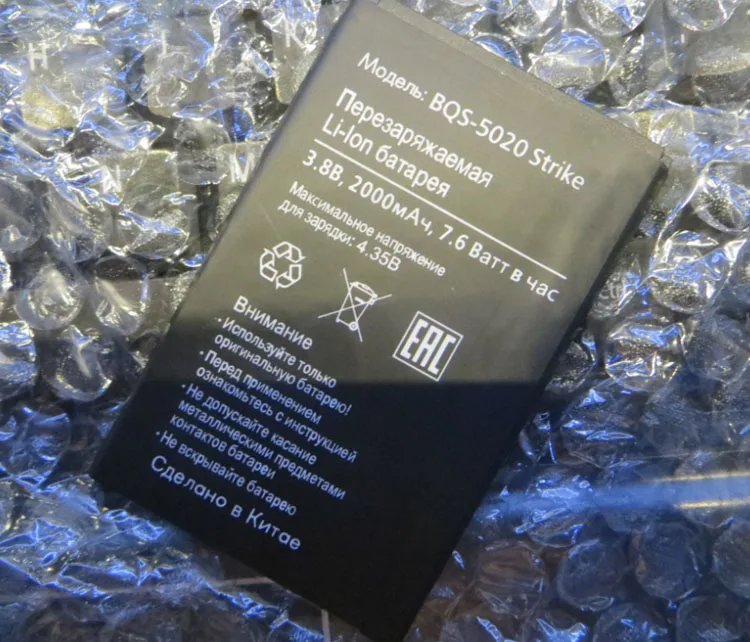 Модель: BQS-5020 Strike
Перезаряжаемая
Li-Ion батарея
3.8В, 2000мАч, 7.6 Ватт в час
Максимальное напряжение
для зарядки: 4.35В
EAC
Внимание
·Используйте только
оригинальную батарею!
·Перед применением
ознакомьтесь с инструкцией
·Не допускайте касание
металлическими предметами
контактов батареи
·Не вскрывайте батарею
Сделано в Китае